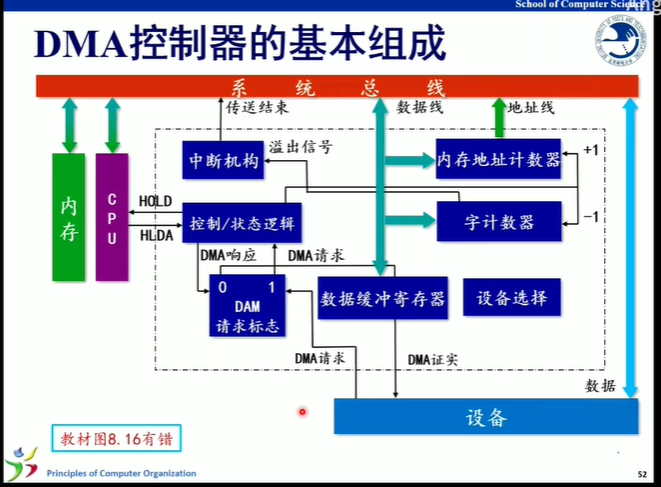 School of Computer Science
DMA控制器的基本组成
系 统 总 线
传送结束
数据线
地址线
中断机构
溢出信号
内存地址计数器
+1
内存
CPU
HOLD
HLDA
控制/状态逻辑
字计数器
-1
DMA响应
DMA请求
0 1
DAM
请求标志
数据缓冲寄存器
设备选择
DMA请求
DMA证实
数据
设备
教材图8.16有错
Principles of Computer Organization
52